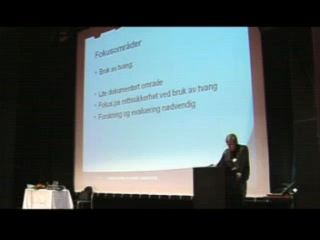 Fokusområder
• Bruk av tvang:
• Lite dokumentert område
• Fokus på rettssikkerhet ved bruk av tvang
• Forskning og evaluering nødvendig